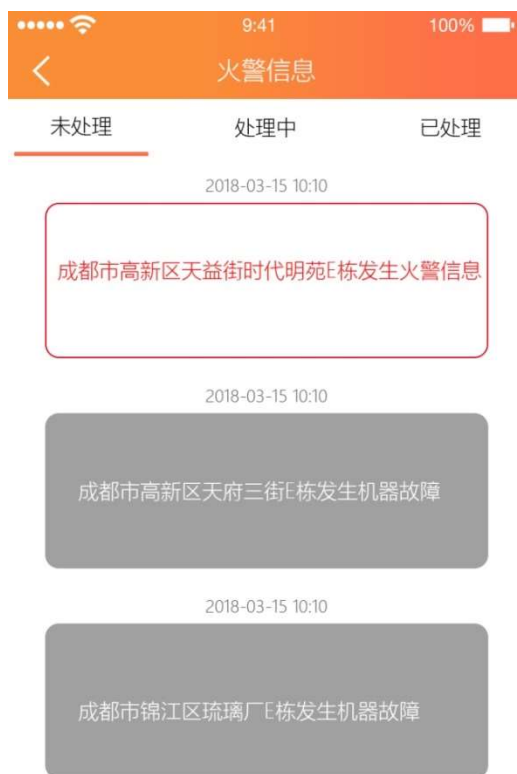 9:41
100%
火警信息
未处理
处理中
已处理
2018-03-15 10:10
成都市高新区天益街时代明苑E栋发生火警信息
2018-03-15 10:10
成都市高新区天府三街E栋发生机器故障
2018-03-15 10:10
成都市锦江区琉璃厂E栋发生机器故障